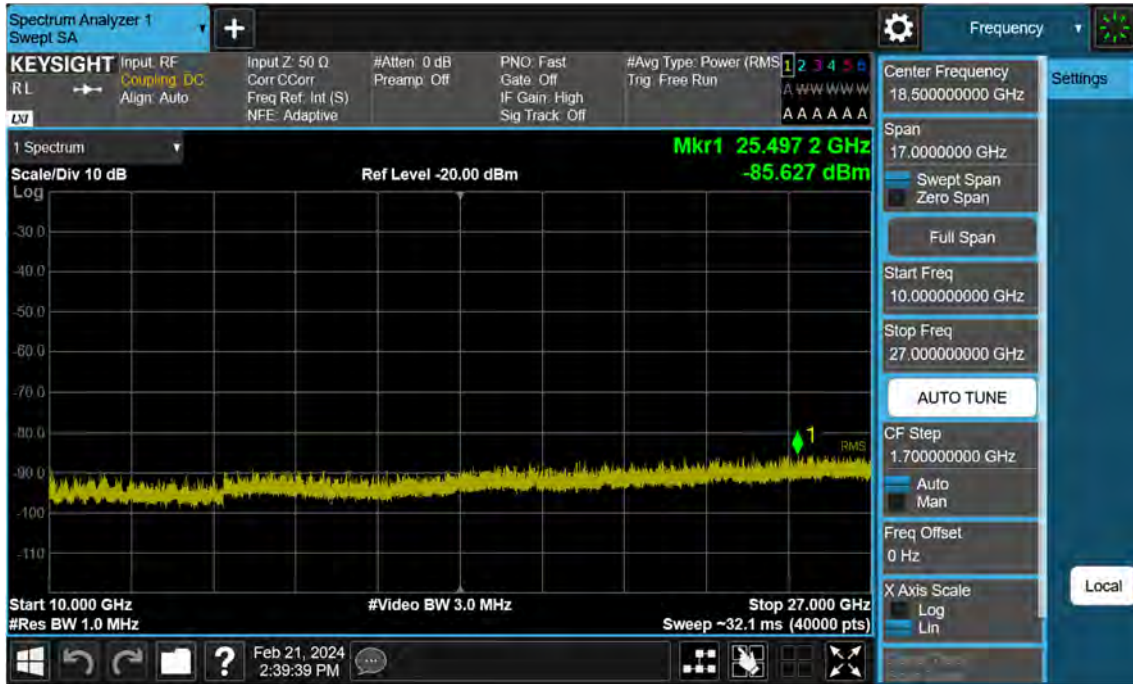 Spectrum Analyzer 1
Swept SA
+
Frequency
KEYSIGHT
RL
LXI
Input: RF
Coupling: DC
Align: Auto
Input Z: 50 Ω
Corr CCorr
Freq Ref: Int (S)
NFE: Adaptive
#Atten: 0 dB
Preamp: Off
PNO: Fast
Gate: Off
IF Gain: High
Sig Track: Off
#Avg Type: Power (RMS
Trig: Free Run
1 2 3 4 5 6
A W W W W W
A A A A A A
1 Spectrum
Scale/Div 10 dB
Ref Level -20.00 dBm
Mkr1 25.497 2 GHz
-85.627 dBm
Log
-30.0
-40.0
-50.0
-60.0
-70.0
-80.0
-90.0
-100
-110
1
RMS
Start 10.000 GHz
#Res BW 1.0 MHz
#Video BW 3.0 MHz
Stop 27.000 GHz
Sweep ~32.1 ms (40000 pts)
Center Frequency
18.500000000 GHz
Span
17.0000000 GHz
Swept Span
Zero Span
Full Span
Start Freq
10.000000000 GHz
Stop Freq
27.000000000 GHz
AUTO TUNE
CF Step
1.700000000 GHz
Auto
Man
Freq Offset
0 Hz
X Axis Scale
Log
Lin
Settings
Local
?
Feb 21, 2024
2:39:39 PM